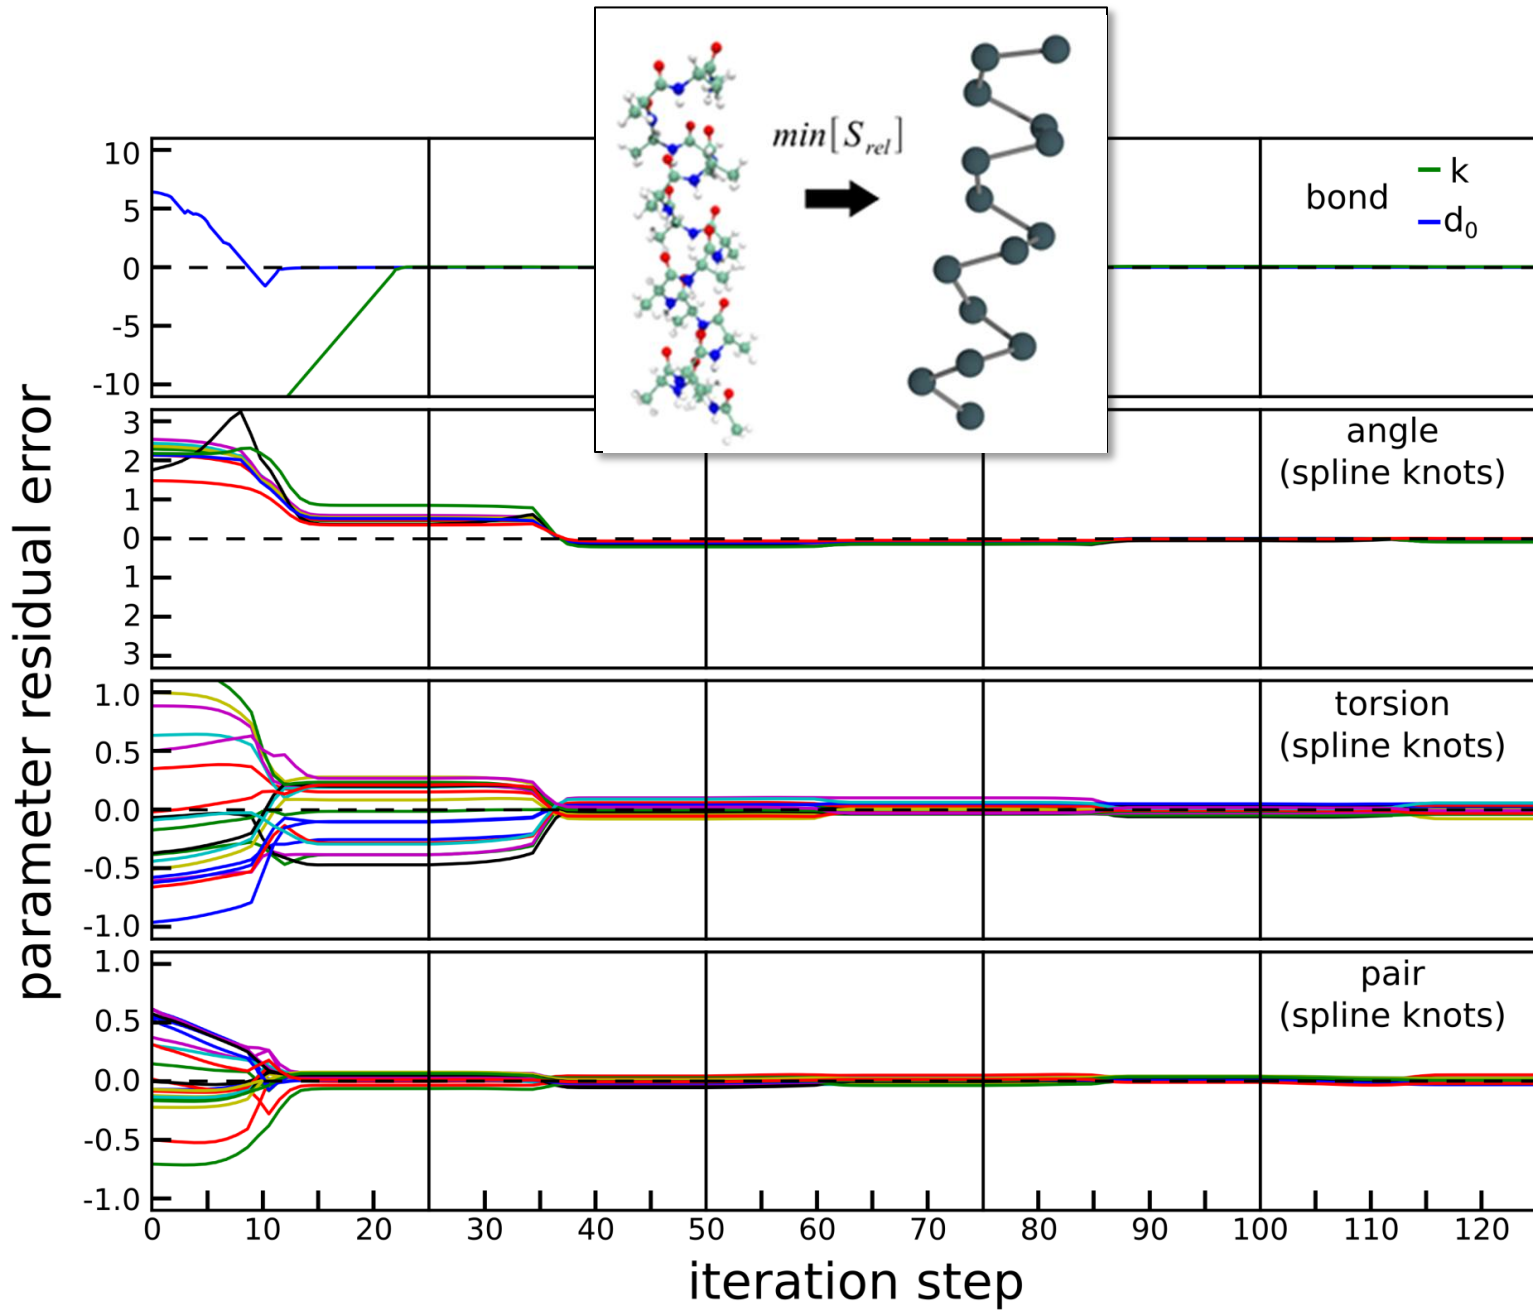 min[S_rel]
10
5
0
-5
-10
bond
k
d₀
3
2
1
0
1
2
3
angle
(spline knots)
1.0
0.5
0.0
-0.5
-1.0
torsion
(spline knots)
1.0
0.5
0.0
-0.5
-1.0
pair
(spline knots)
0 10 20 30 40 50 60 70 80 90 100 110 120
iteration step
parameter residual error